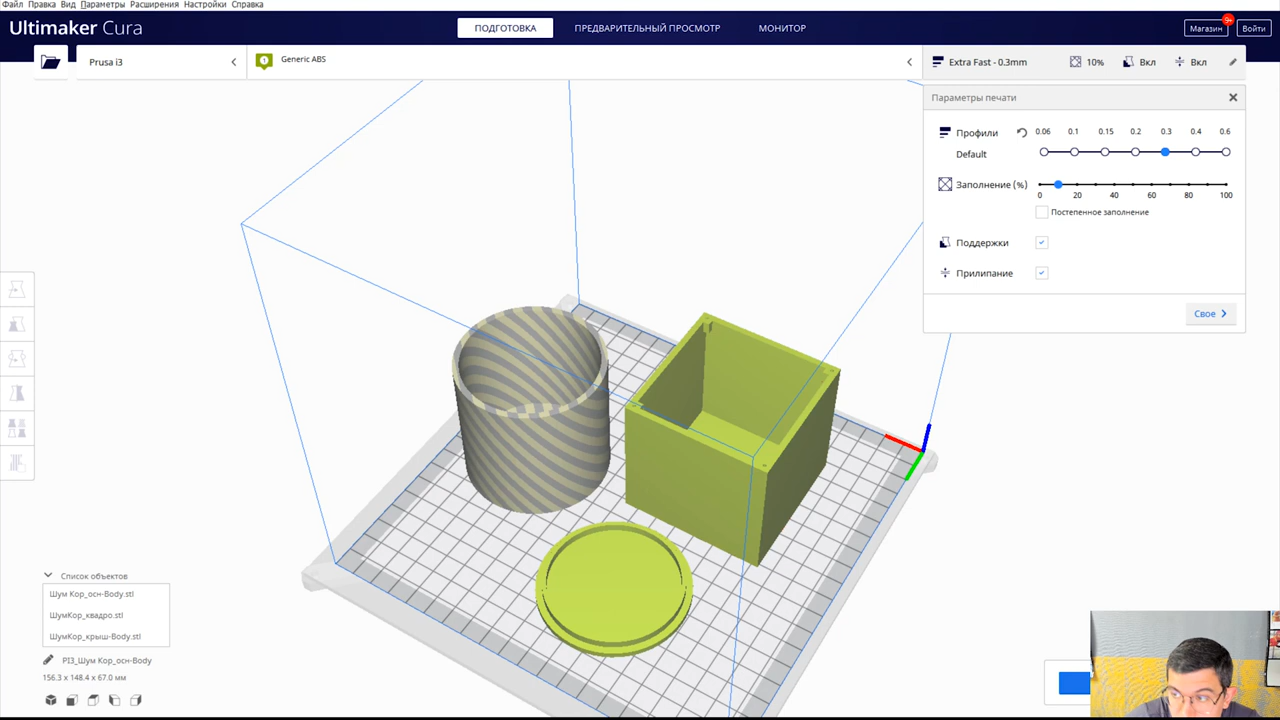 Файл Правка Вид Параметры Расширения Настройки Справка
Ultimaker Cura
ПОДГОТОВКА
ПРЕДВАРИТЕЛЬНЫЙ ПРОСМОТР
МОНИТОР
Магазин
9+
Войти
Prusa i3
1
Generic ABS
Extra Fast - 0.3mm
10%
Вкл
Вкл
Параметры печати
Профили
0.06 0.1 0.15 0.2 0.3 0.4 0.6
Default
Заполнение (%)
0 20 40 60 80 100
Постепенное заполнение
Поддержки
Прилипание
Свое
Список объектов
Шум Кор_осн-Body.stl
ШумКор_квадро.stl
ШумКор_крыш-Body.stl
PI3_Шум Кор_осн-Body
156.3 x 148.4 x 67.0 мм